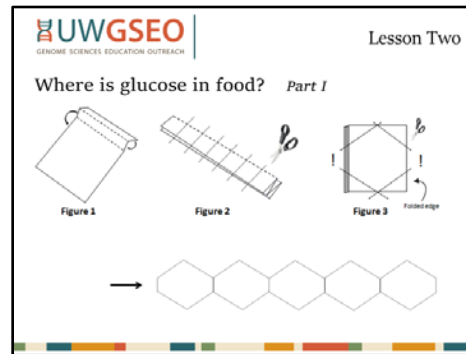 UWGSEO
GENOME SCIENCES EDUCATION OUTREACH
Lesson Two
Where is glucose in food? Part I
Figure 1
Figure 2
! !
Figure 3
Folded edge